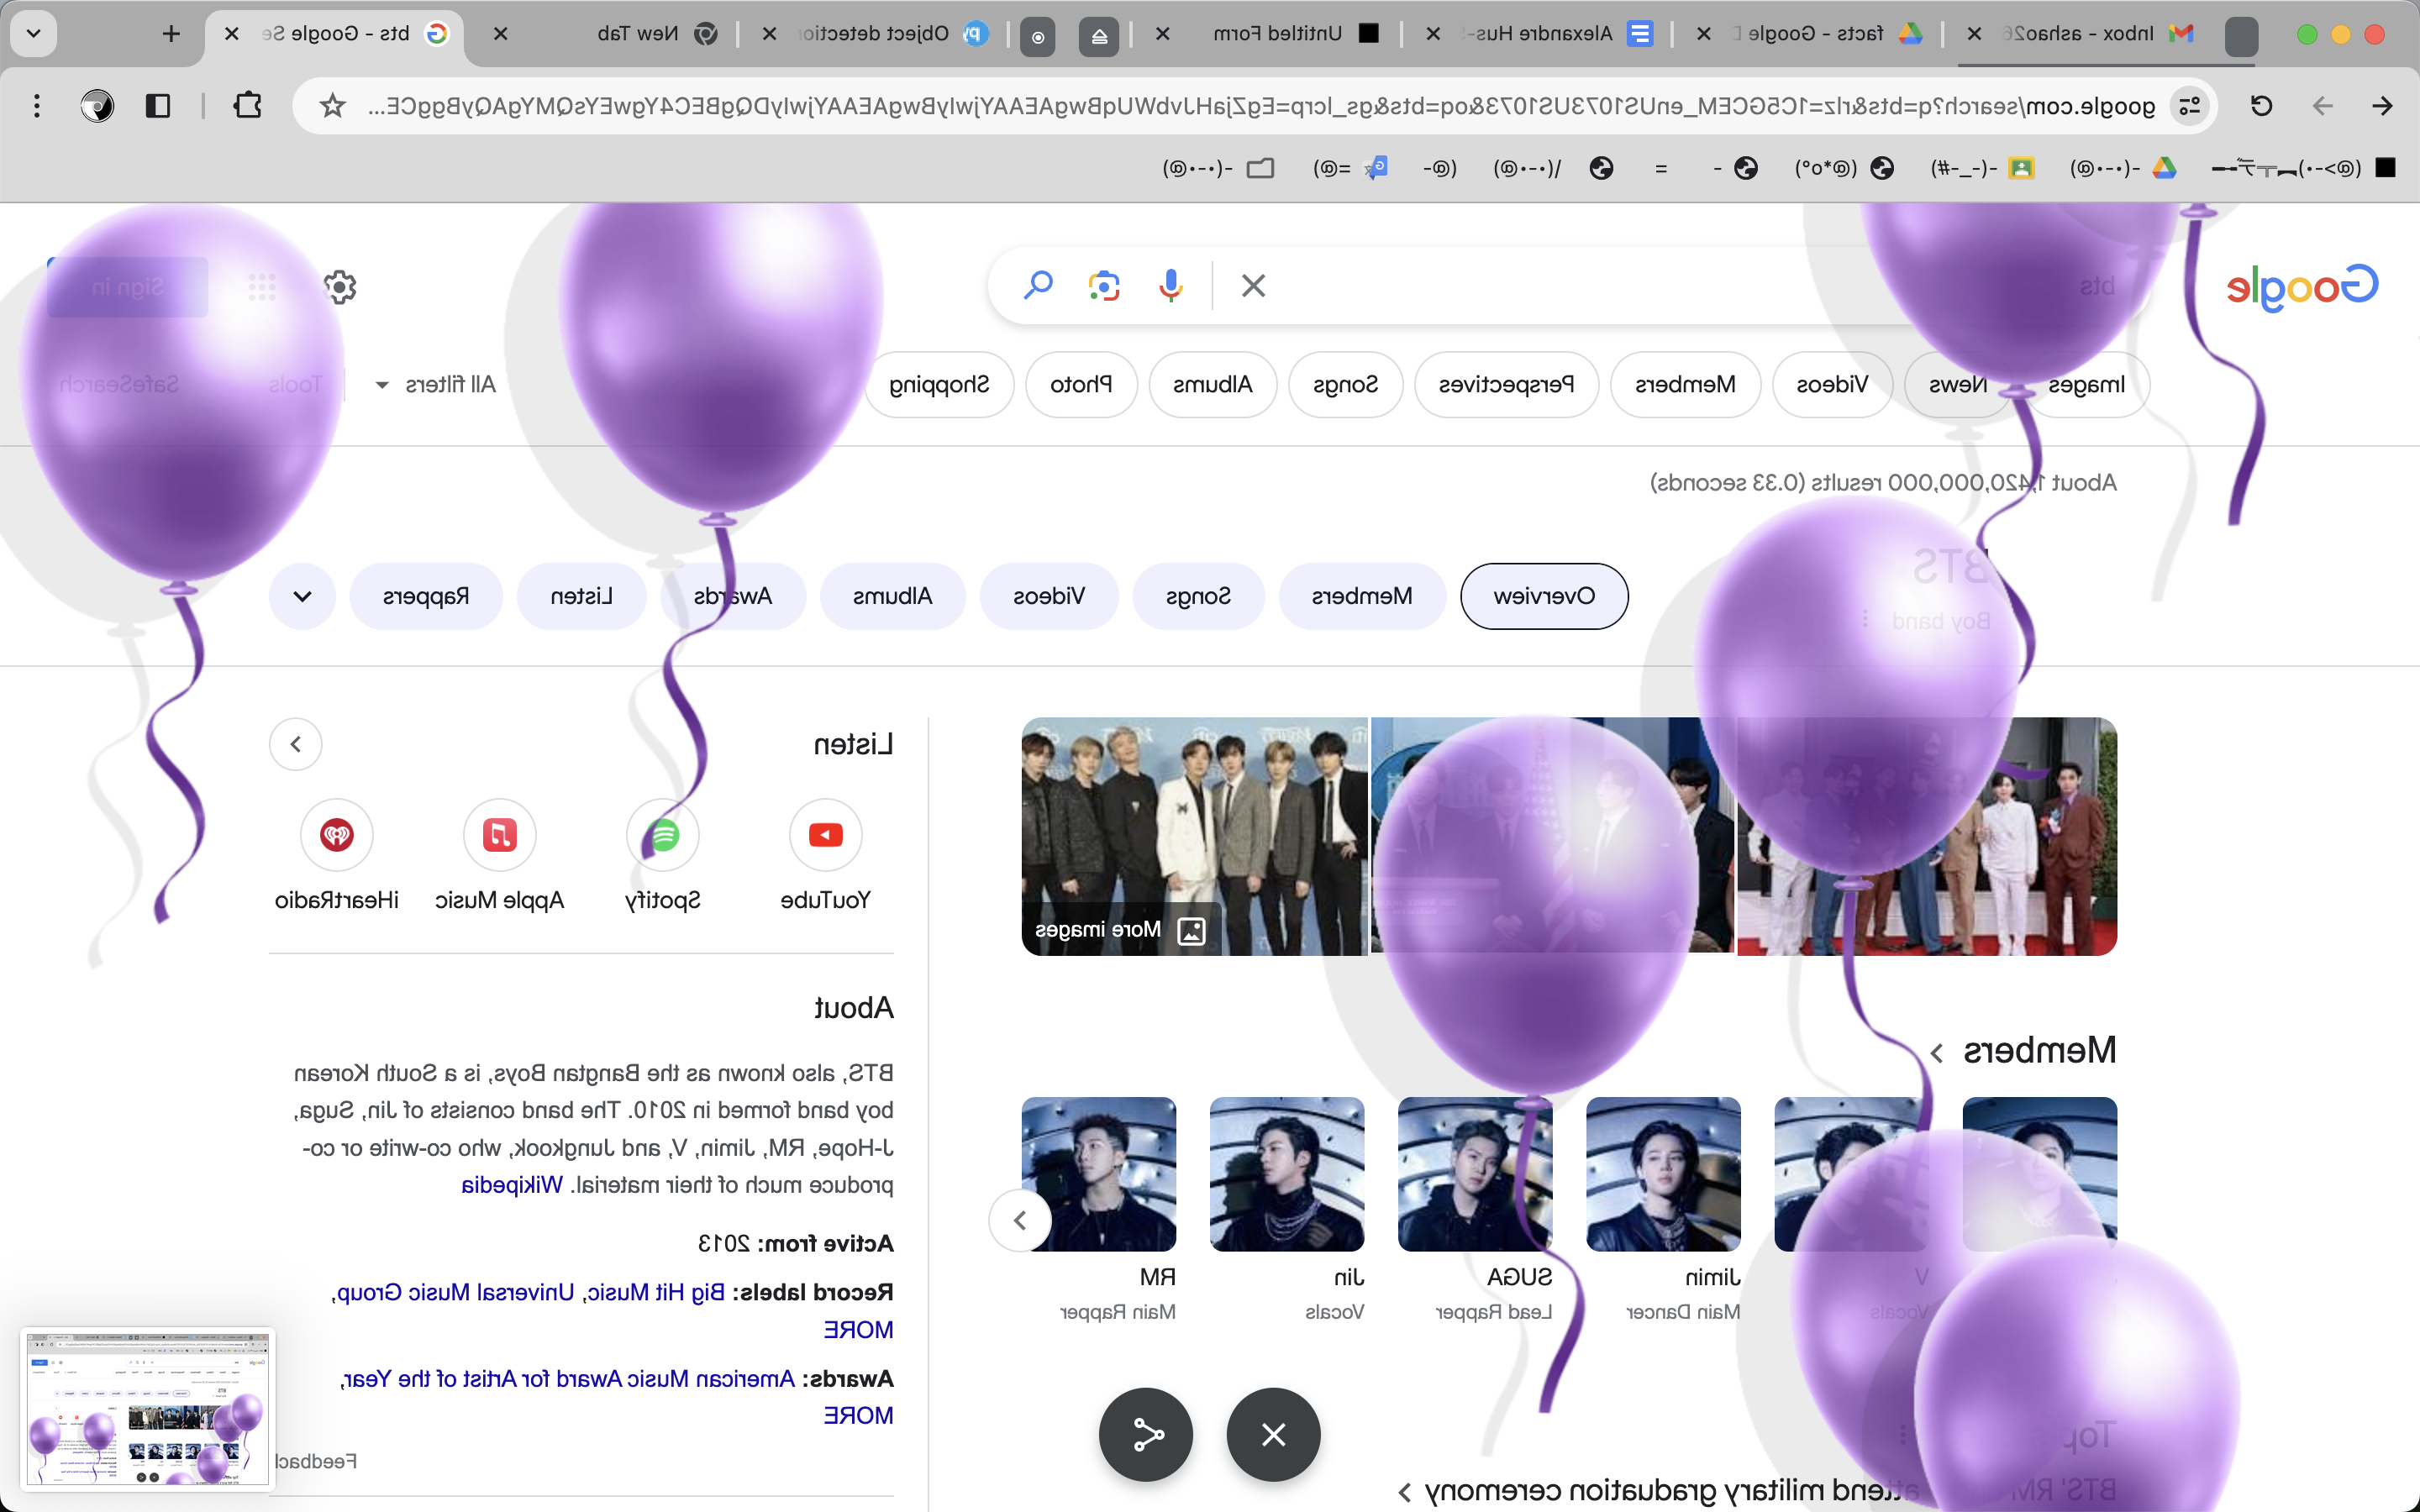 Inbox - ashao26
facts - Google D
Alexandre Hus-
Untitled Form
Object detection
New Tab
bts - Google Se
google.com/search?q=bts&rlz=1C5GCEM_enUS1073US1073&oq=bts&gs_lcrp=EgZjaHJvbWUqBwgAEAAYjwIyBwgAEAAYjwIyDQgBEC4YgwEYsQMYgAQyBggCE...
Google
bts
Sign in
Images
News
Videos
Members
Perspectives
Songs
Albums
Photo
Shopping
All filters
Tools
SafeSearch
About 1,420,000,000 results (0.33 seconds)
BTS
Boy band
Overview
Members
Songs
Videos
Albums
Awards
Listen
Rappers
More images
Members
V
Vocals
Jimin
Main Dancer
SUGA
Lead Rapper
Jin
Vocals
RM
Main Rapper
Top s
BTS' RM
attend military graduation ceremony
Listen
YouTube
Spotify
Apple Music
iHeartRadio
About
BTS, also known as the Bangtan Boys, is a South Korean
boy band formed in 2010. The band consists of Jin, Suga,
J-Hope, RM, Jimin, V, and Jungkook, who co-write or co-
produce much of their material. Wikipedia
Active from: 2013
Record labels: Big Hit Music, Universal Music Group,
MORE
Awards: American Music Award for Artist of the Year,
MORE
Feedbac